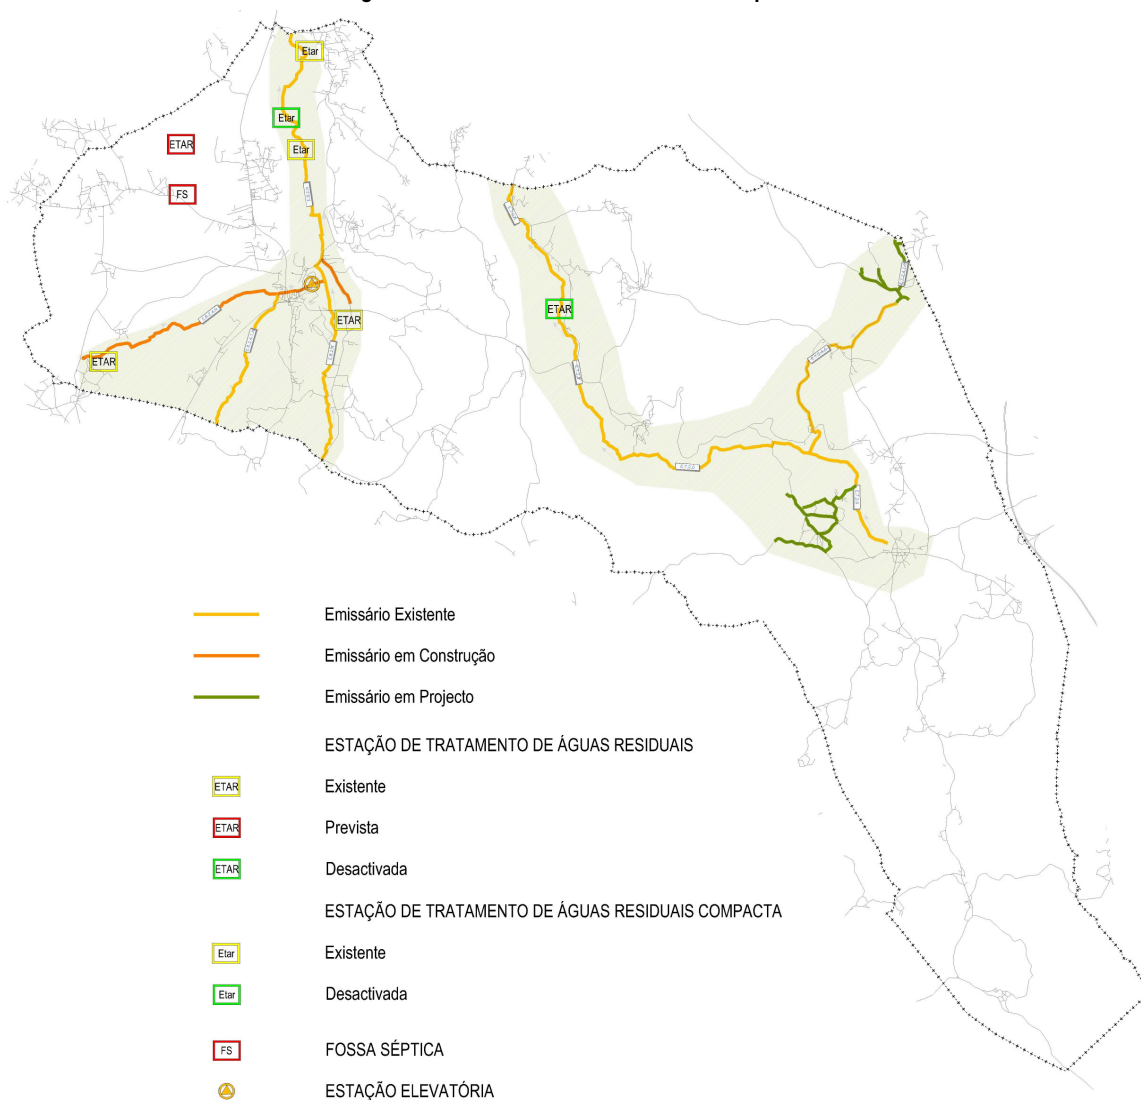 Etar
Etar
ETAR
Etar
FS
ETAR
ETAR
ETAR
ETAR
Emissário Existente
Emissário em Construção
Emissário em Projecto
ESTAÇÃO DE TRATAMENTO DE ÁGUAS RESIDUAIS
ETAR Existente
ETAR Prevista
ETAR Desactivada
ESTAÇÃO DE TRATAMENTO DE ÁGUAS RESIDUAIS COMPACTA
Etar Existente
Etar Desactivada
FS FOSSA SÉPTICA
ESTAÇÃO ELEVATÓRIA